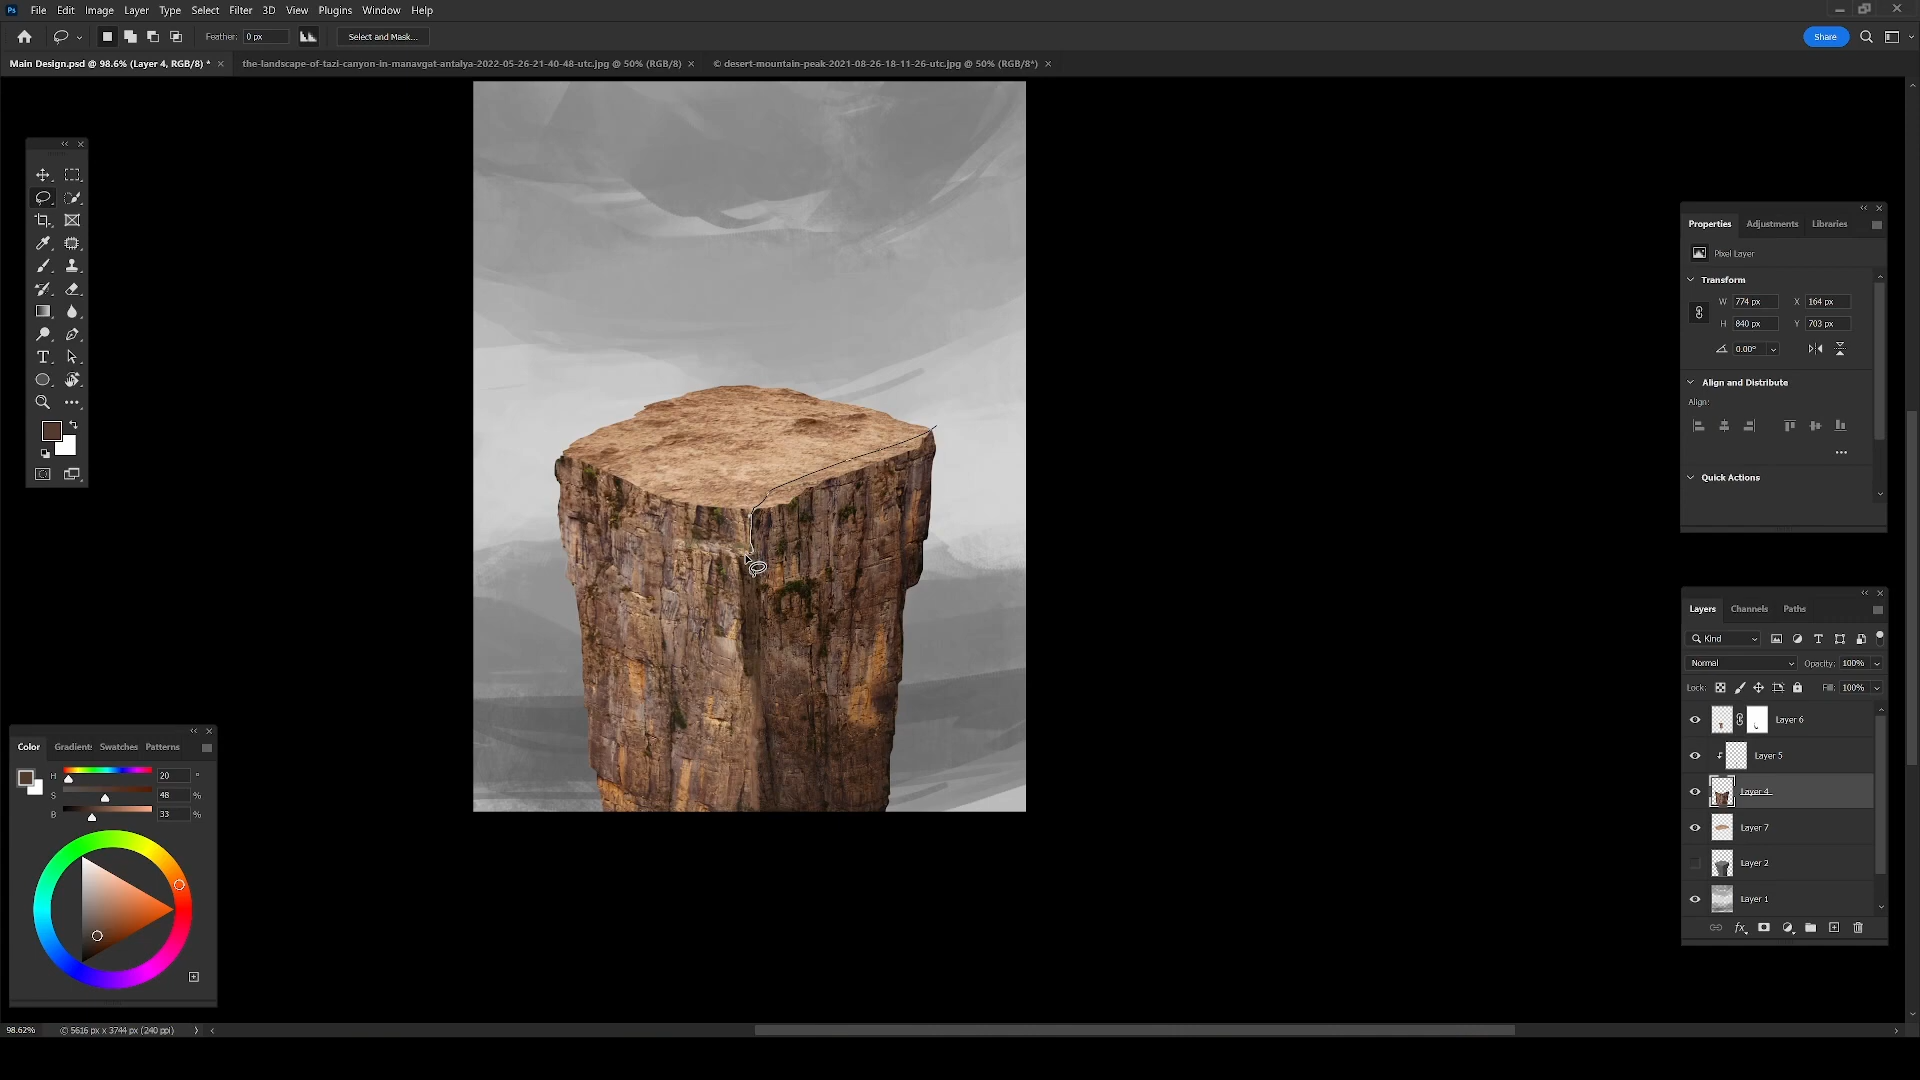 Ps File Edit Image Layer Type Select Filter 3D View Plugins Window Help
Feather: 0 px Select and Mask... Share
Main Design.psd @ 98.6% (Layer 4, RGB/8) * the-landscape-of-tazi-canyon-in-manavgat-antalya-2022-05-26-21-40-48-utc.jpg @ 50% (RGB/8) © desert-mountain-peak-2021-08-26-18-11-26-utc.jpg @ 50% (RGB/8*)
Properties Adjustments Libraries
Pixel Layer
Transform
W 774 px X 164 px
H 840 px Y 703 px
0.00°
Align and Distribute
Align:
Quick Actions
Layers Channels Paths
Kind
Normal Opacity: 100%
Lock: Fill: 100%
Layer 6
Layer 5
Layer 4
Layer 7
Layer 2
Layer 1
Color Gradients Swatches Patterns
H 20 °
S 48 %
B 33 %
98.62% © 5616 px x 3744 px (240 ppi)